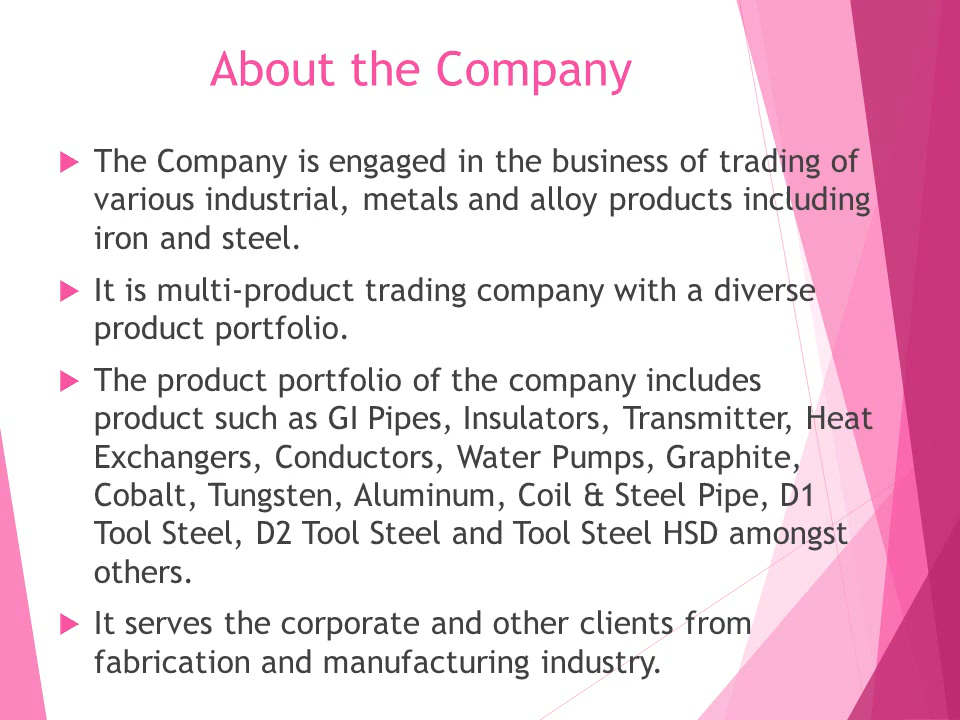 About the Company
The Company is engaged in the business of trading of
various industrial, metals and alloy products including
iron and steel.
It is multi-product trading company with a diverse
product portfolio.
The product portfolio of the company includes
product such as GI Pipes, Insulators, Transmitter, Heat
Exchangers, Conductors, Water Pumps, Graphite,
Cobalt, Tungsten, Aluminum, Coil & Steel Pipe, D1
Tool Steel, D2 Tool Steel and Tool Steel HSD amongst
others.
It serves the corporate and other clients from
fabrication and manufacturing industry.